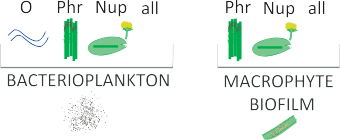 O Phr Nup all
Phr Nup all
BACTERIOPLANKTON
MACROPHYTE
BIOFILM